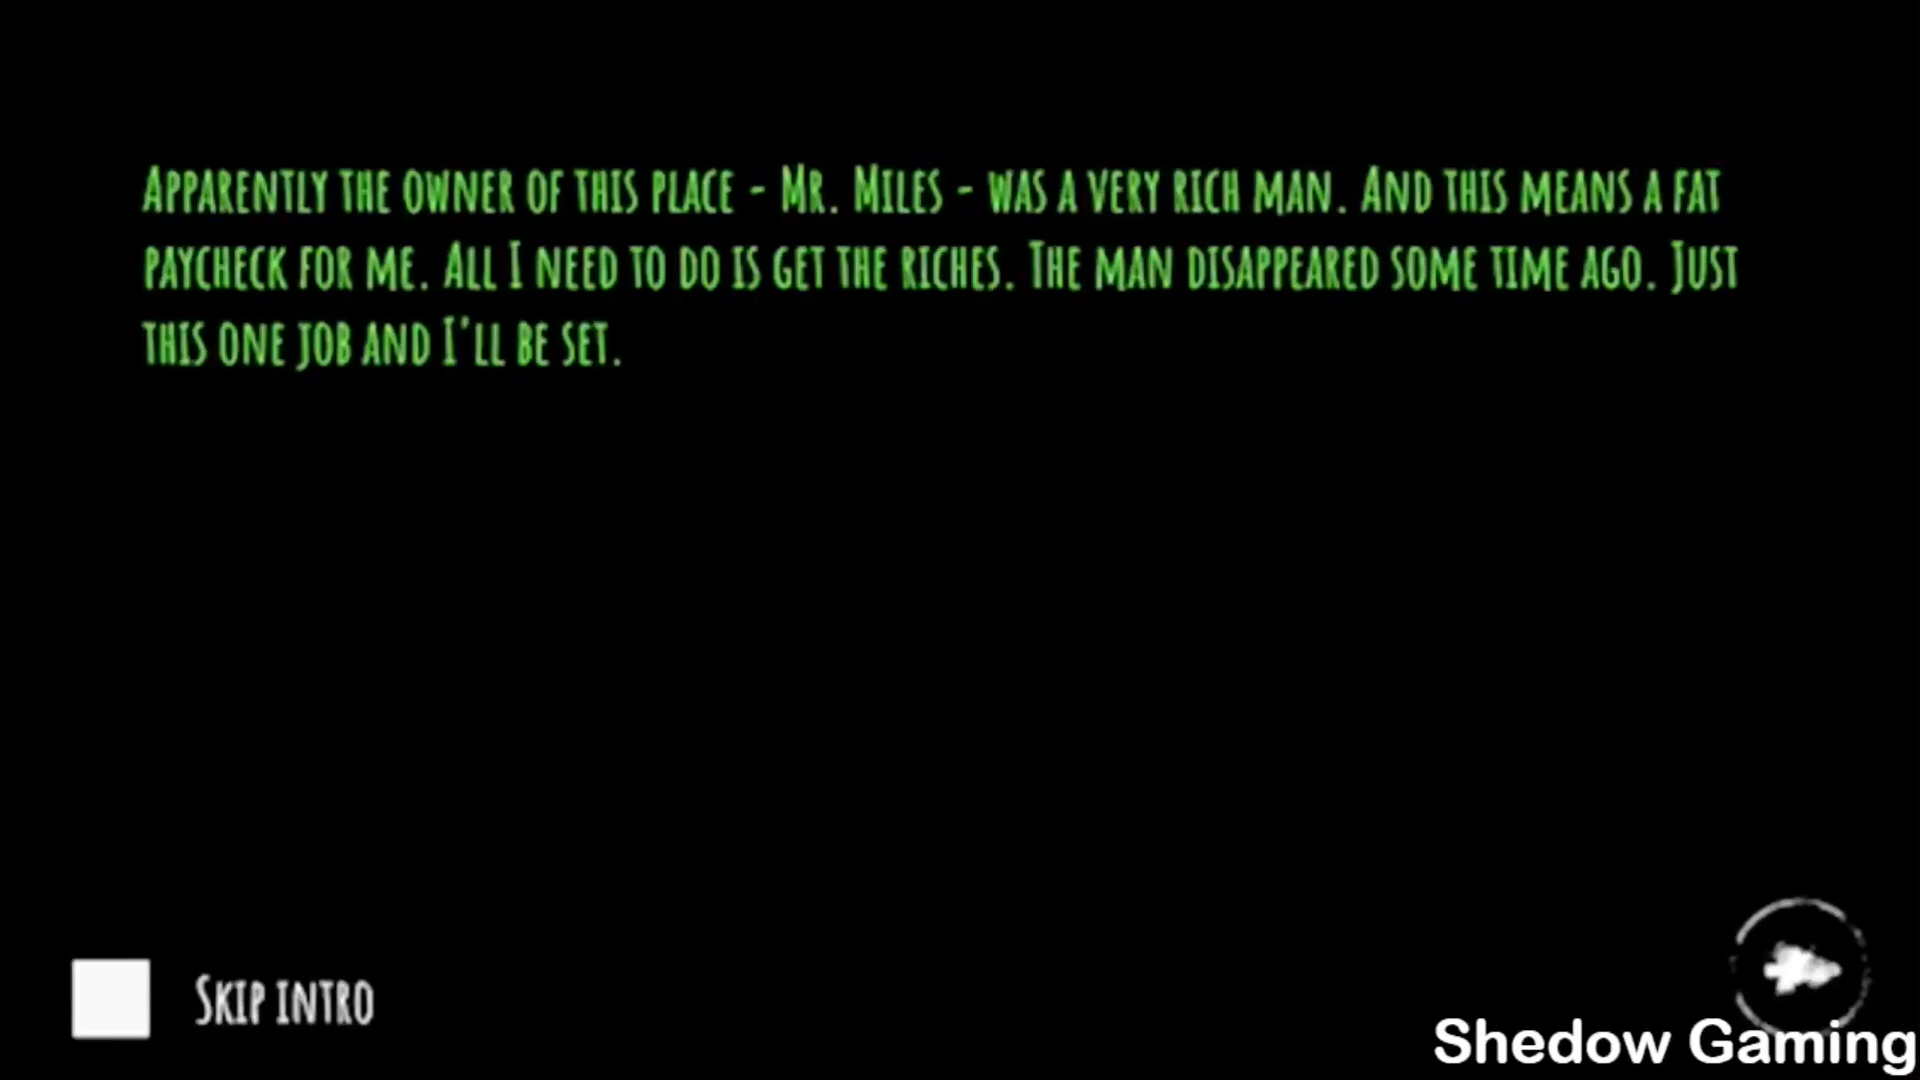 Apparently the owner of this place - Mr. Miles - was a very rich man. And this means a fat
paycheck for me. All I need to do is get the riches. The man disappeared some time ago. Just
this one job and I'll be set.
Skip intro
Shedow Gaming